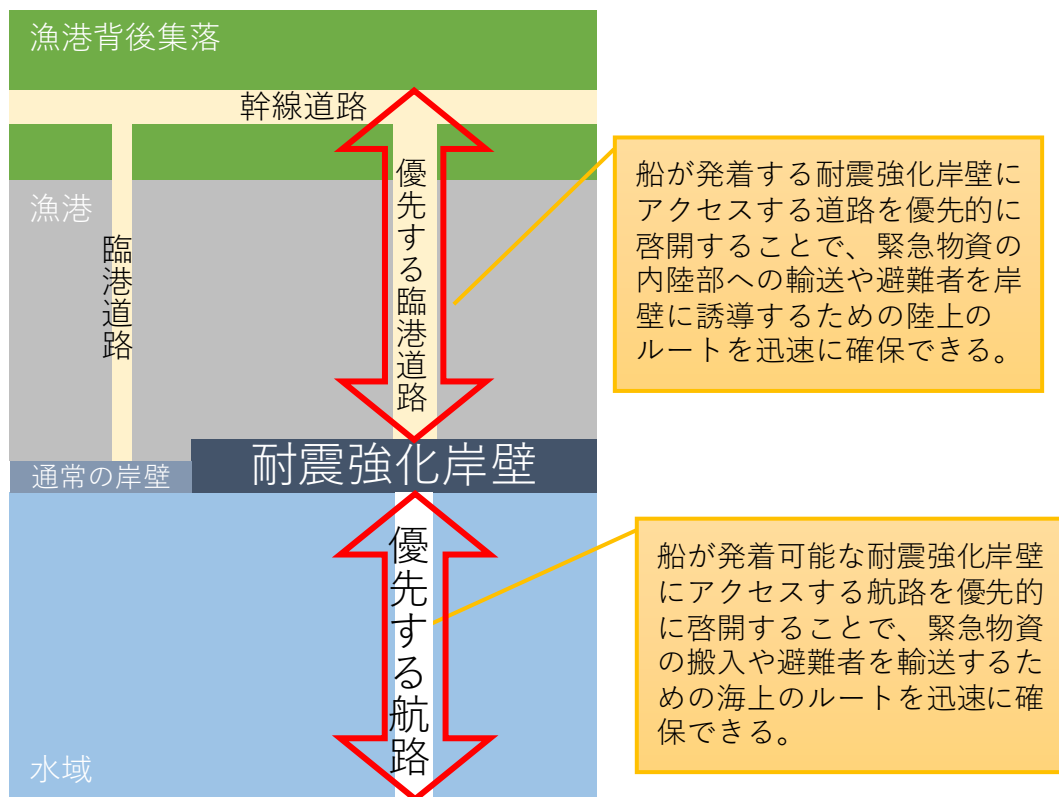 漁港背後集落
幹線道路
優先する臨港道路
漁港
臨港道路
船が発着する耐震強化岸壁に
アクセスする道路を優先的に
啓開することで、緊急物資の
内陸部への輸送や避難者を岸
壁に誘導するための陸上の
ルートを迅速に確保できる。
通常の岸壁
耐震強化岸壁
優先する航路
船が発着可能な耐震強化岸壁
にアクセスする航路を優先的
に啓開することで、緊急物資
の搬入や避難者を輸送するた
めの海上のルートを迅速に確
保できる。
水域